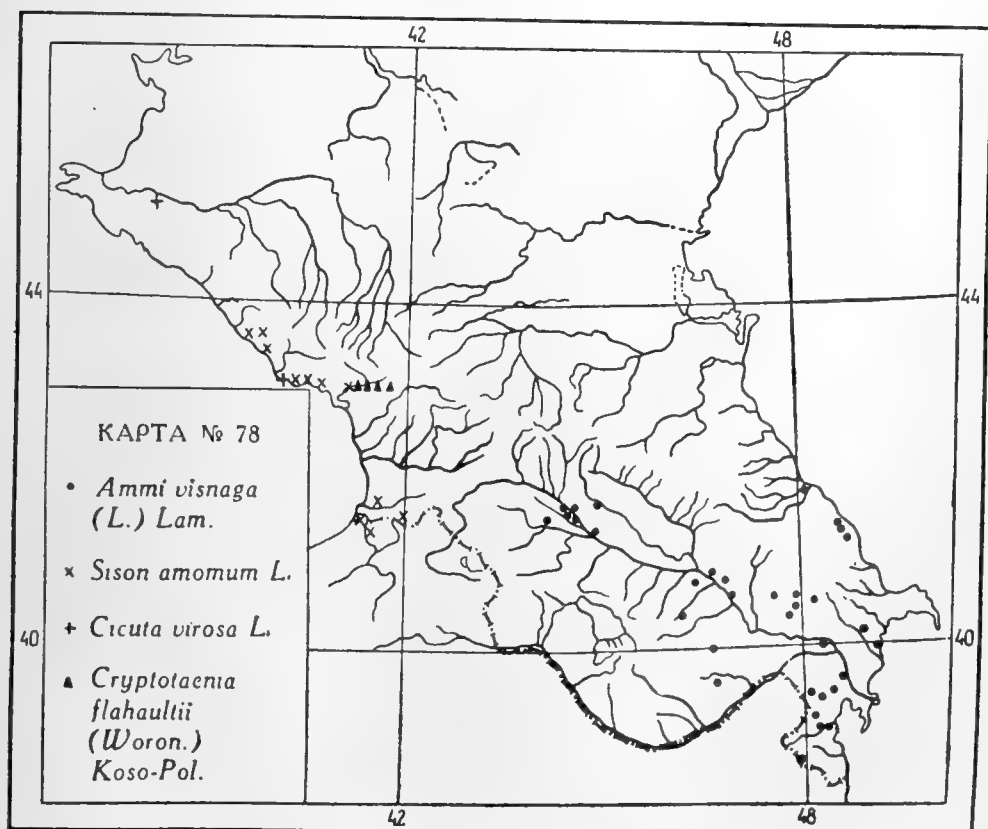 42 48
44 44
КАРТА № 78
• Ammi visnaga
(L.) Lam.
× Sison amomum L.
+ Cicuta virosa L.
▲ Cryptotaenia
flahaultii
(Woron.)
Koso-Pol.
40 40
42 48